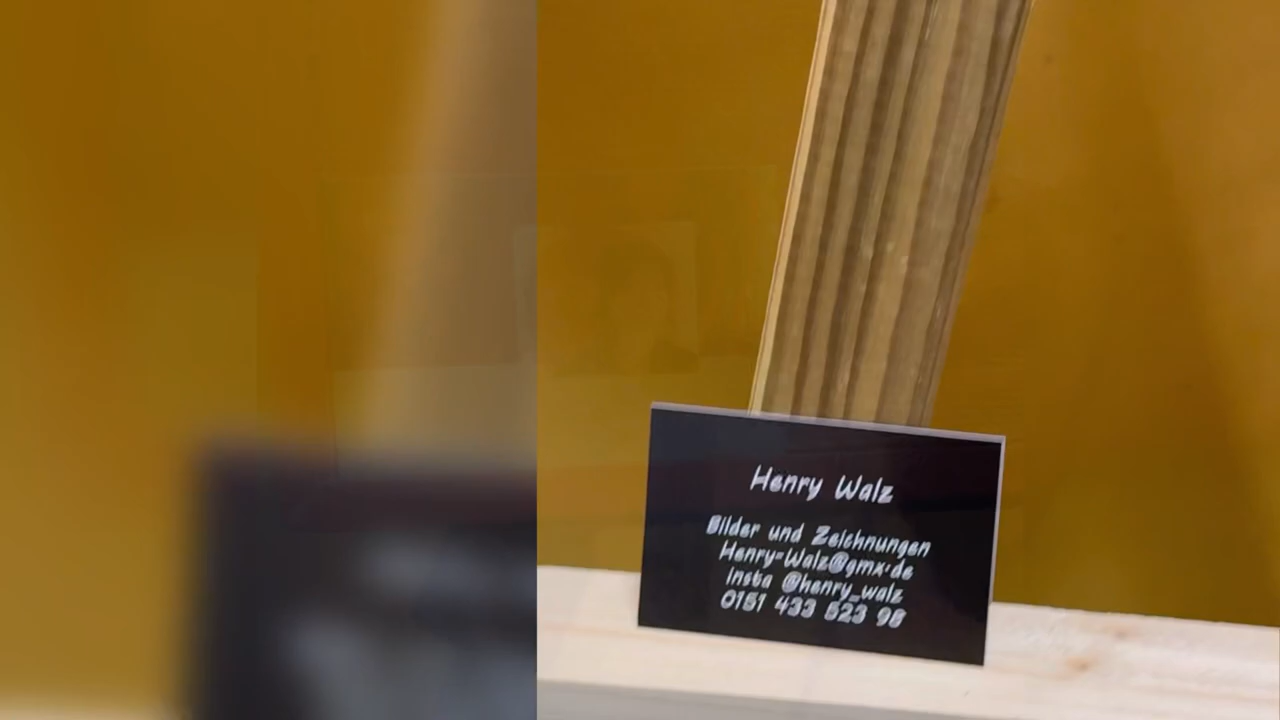 Henry Walz
Bilder und Zeichnungen
Henry-Walz@gmx.de
Insta @henry_walz
0151 433 523 98